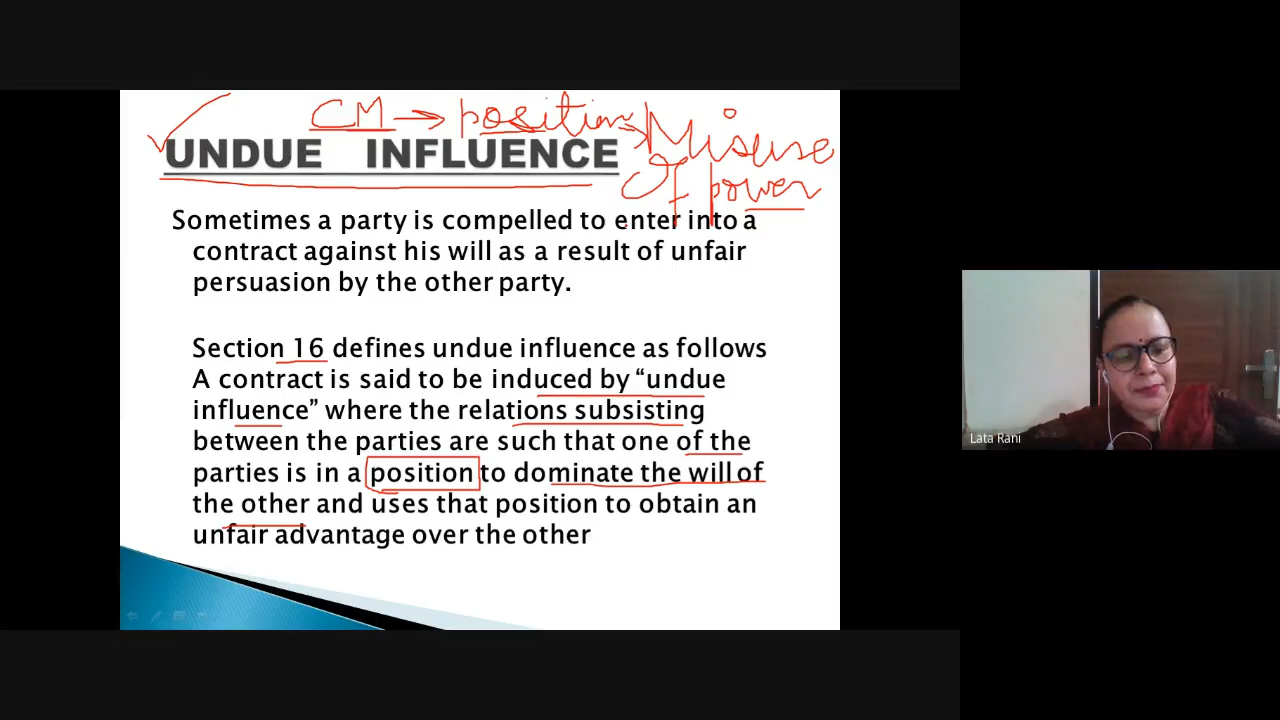 CM → position → Misuse
Of power
UNDUE INFLUENCE
Sometimes a party is compelled to enter into a
contract against his will as a result of unfair
persuasion by the other party.
Section 16 defines undue influence as follows
A contract is said to be induced by “undue
influence” where the relations subsisting
between the parties are such that one of the
parties is in a position to dominate the will of
the other and uses that position to obtain an
unfair advantage over the other
Lata Rani